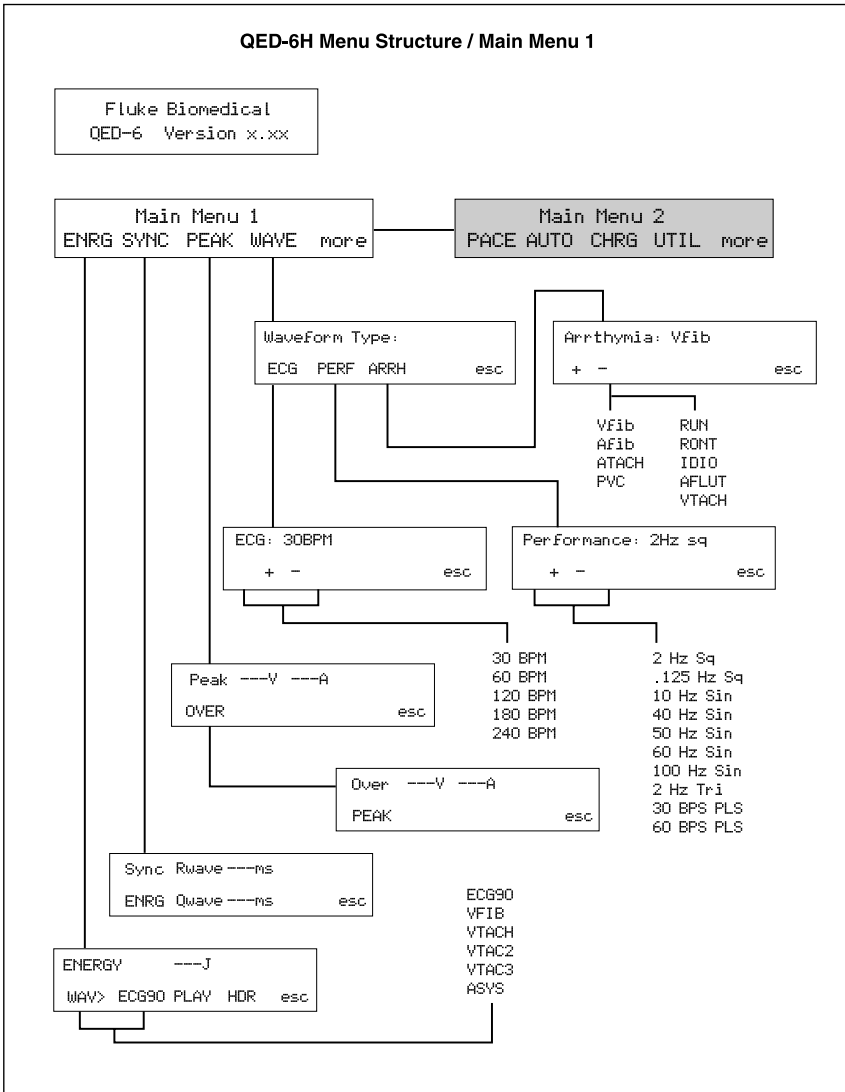 QED-6H Menu Structure / Main Menu 1
Fluke Biomedical
QED-6 Version x.xx
Main Menu 1
ENRG SYNC PEAK WAVE more
Main Menu 2
PACE AUTO CHRG UTIL more
Waveform Type:
ECG PERF ARRH esc
Arrthymia: Vfib
+ - esc
Vfib
Afib
ATACH
PVC
RUN
RONT
IDIO
AFLUT
VTACH
ECG: 30BPM
+ - esc
Performance: 2Hz sq
+ - esc
30 BPM
60 BPM
120 BPM
180 BPM
240 BPM
2 Hz Sq
.125 Hz Sq
10 Hz Sin
40 Hz Sin
50 Hz Sin
60 Hz Sin
100 Hz Sin
2 Hz Tri
30 BPS PLS
60 BPS PLS
Peak ---V ---A
OVER esc
Over ---V ---A
PEAK esc
Sync Rwave ---ms
ENRG Qwave ---ms esc
ECG90
VFIB
VTACH
VTAC2
VTAC3
ASYS
ENERGY ---J
WAV> ECG90 PLAY HDR esc